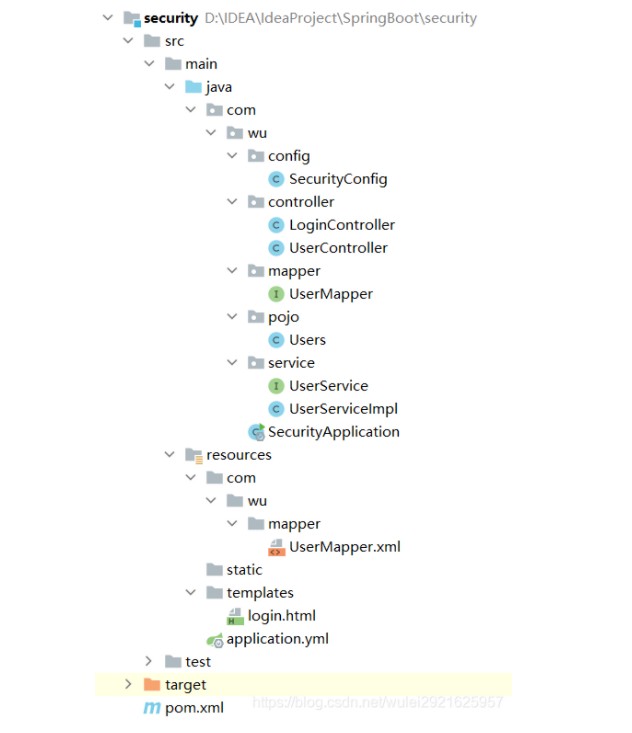 security D:\IDEA\IdeaProject\SpringBoot\security
src
main
java
com
wu
config
SecurityConfig
controller
LoginController
UserController
mapper
UserMapper
pojo
Users
service
UserService
UserServiceImpl
SecurityApplication
resources
com
wu
mapper
UserMapper.xml
static
templates
login.html
application.yml
test
target
pom.xml https://blog.csdn.net/wulei2921625957